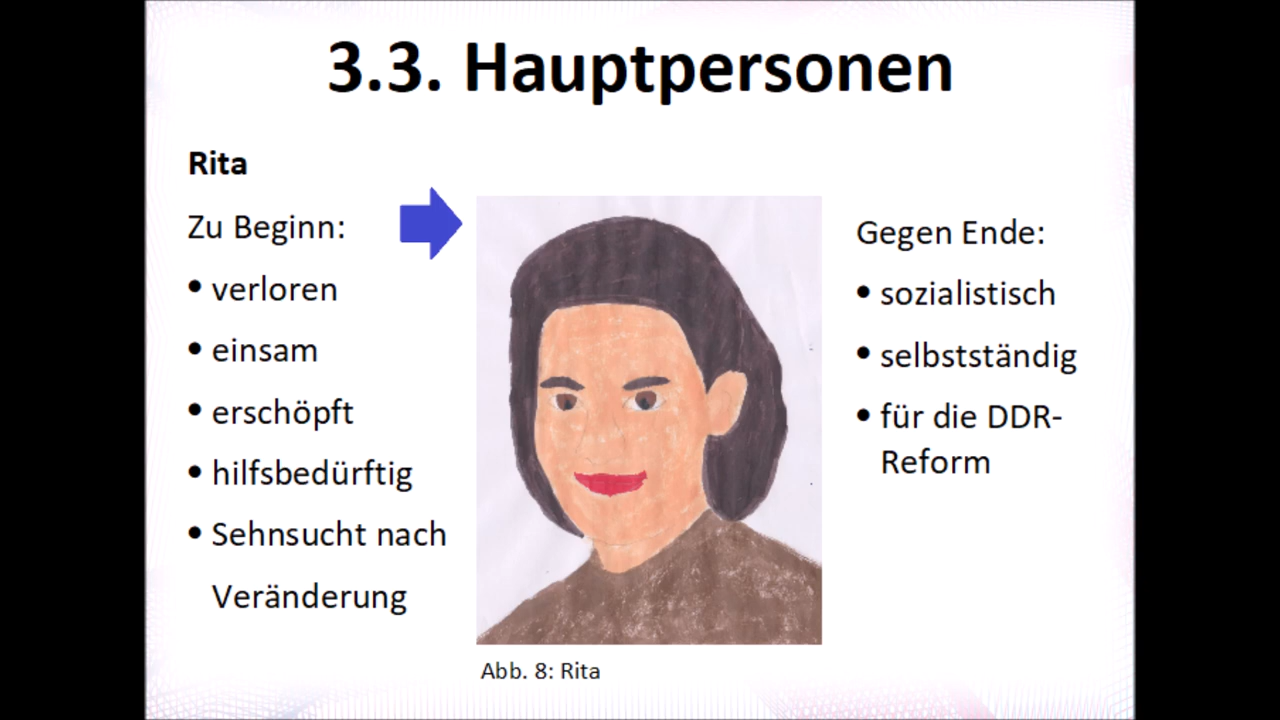 3.3. Hauptpersonen
Rita
Zu Beginn:
• verloren
• einsam
• erschöpft
• hilfsbedürftig
• Sehnsucht nach
Veränderung
Gegen Ende:
• sozialistisch
• selbstständig
• für die DDR-
Reform
Abb. 8: Rita